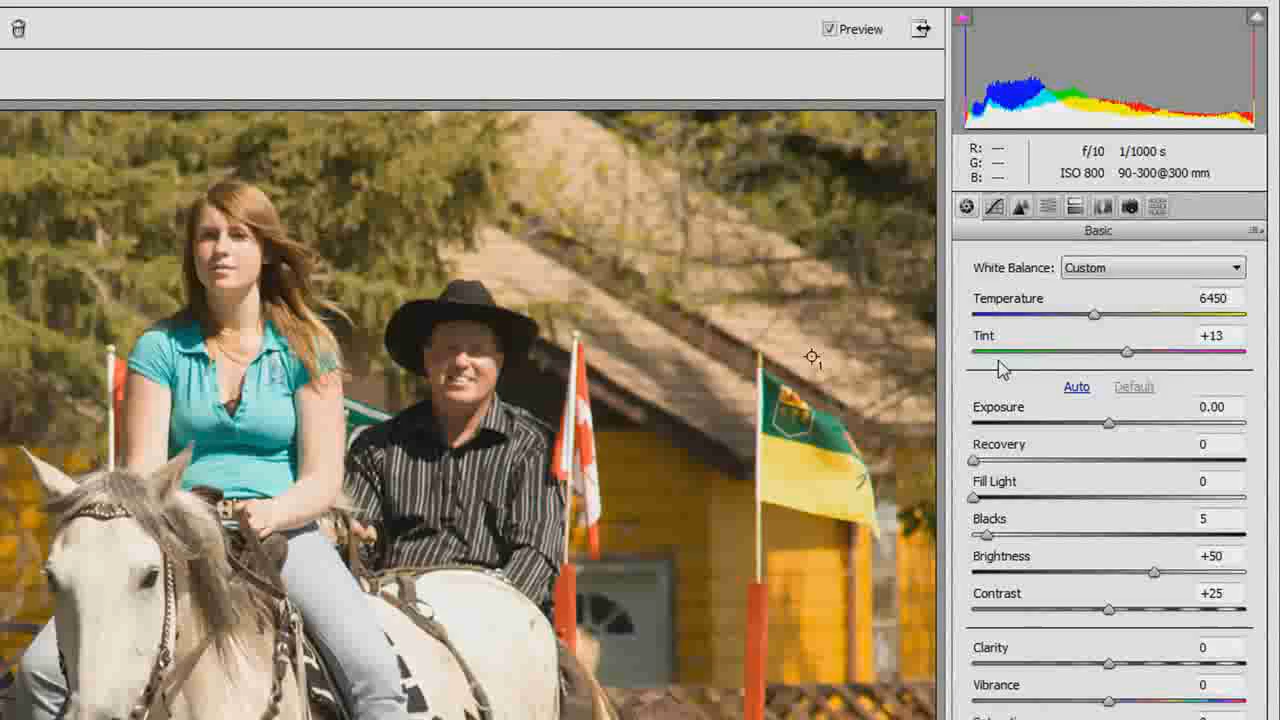 Preview
R: ---
G: ---
B: ---
f/10 1/1000 s
ISO 800 90-300@300 mm
Basic
White Balance: Custom
Temperature 6450
Tint +13
Auto Default
Exposure 0.00
Recovery 0
Fill Light 0
Blacks 5
Brightness +50
Contrast +25
Clarity 0
Vibrance 0
1